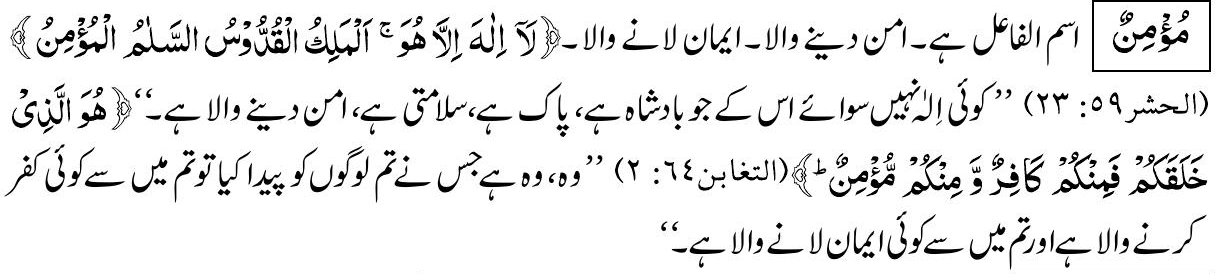 مُؤْمِنٌ اسم الفاعل ہے۔ امن دینے والا۔ ایمان لانے والا۔ ﴿لَآ اِلٰهَ اِلَّا هُوَ ۚ اَلْمَلِكُ الْقُدُّوْسُ السَّلٰمُ الْمُؤْمِنُ﴾
(الحشر ٥٩: ٢٣) ’’کوئی اِلٰہ نہیں سوائے اس کے جو بادشاہ ہے، پاک ہے، سلامتی ہے، امن دینے والا ہے۔‘‘ ﴿هُوَ الَّذِیْ
خَلَقَكُمْ فَمِنْكُمْ كَافِرٌ وَّ مِنْكُمْ مُّؤْمِنٌ ؕ﴾ (التغابن ٦٤: ٢) ’’وہ، وہ ہے جس نے تم لوگوں کو پیدا کیا تو تم میں سے کوئی کفر
کرنے والا ہے اور تم میں سے کوئی ایمان لانے والا ہے۔‘‘